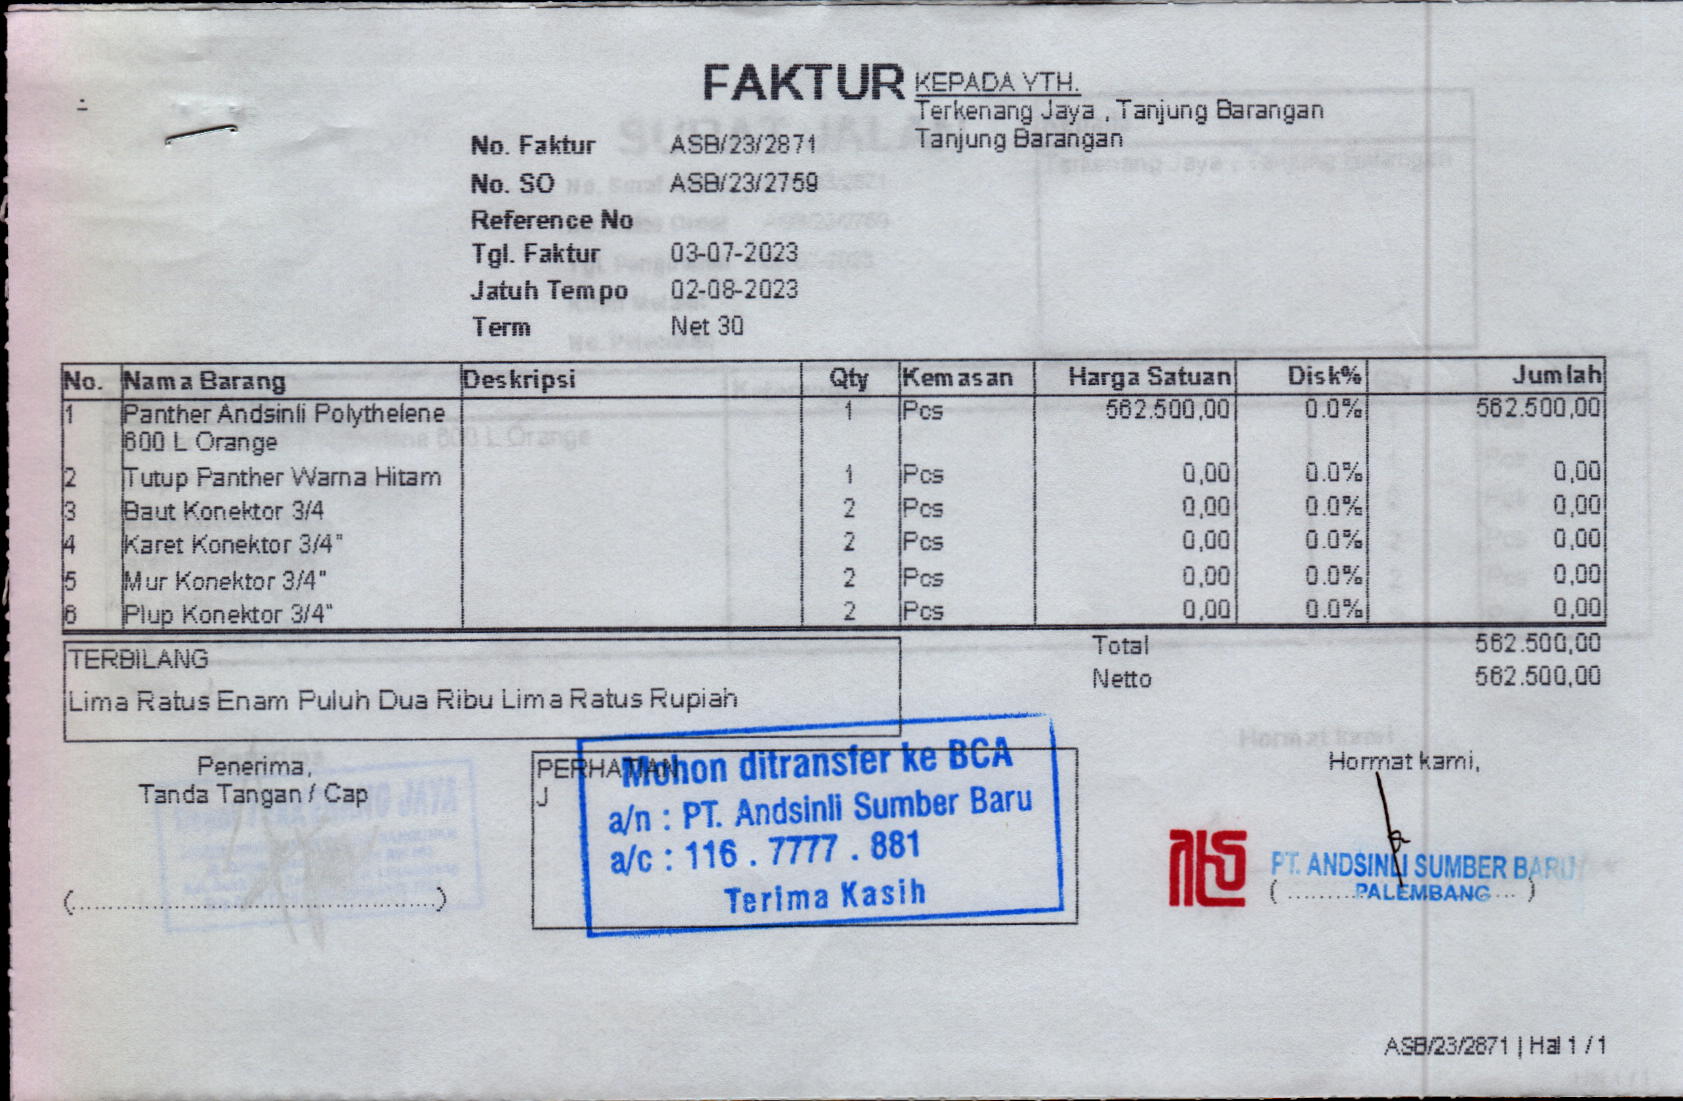 FAKTUR
KEPADA YTH.
Terkenang Jaya , Tanjung Barangan
Tanjung Barangan
No. Faktur ASB/23/2871
No. SO ASB/23/2759
Reference No
Tgl. Faktur 03-07-2023
Jatuh Tempo 02-08-2023
Term Net 30
No. Nama Barang Deskripsi Qty Kemasan Harga Satuan Disk% Jumlah
1 Panther Andsinli Polythelene 1 Pcs 562.500,00 0.0% 562.500,00
600 L Orange
2 Tutup Panther Warna Hitam 1 Pcs 0,00 0.0% 0,00
3 Baut Konektor 3/4 2 Pcs 0,00 0.0% 0,00
4 Karet Konektor 3/4" 2 Pcs 0,00 0.0% 0,00
5 Mur Konektor 3/4" 2 Pcs 0,00 0.0% 0,00
6 Plup Konektor 3/4" 2 Pcs 0,00 0.0% 0,00
Total 562.500,00
Netto 562.500,00
TERBILANG
Lima Ratus Enam Puluh Dua Ribu Lima Ratus Rupiah
Penerima,
Tanda Tangan / Cap
(....................................)
PERHATIAN
J
Mohon ditransfer ke BCA
a/n : PT. Andsinli Sumber Baru
a/c : 116 . 7777 . 881
Terima Kasih
Hormat kami,
PT. ANDSINLI SUMBER BARU
PALEMBANG
ASB/23/2871 | Hal 1 / 1